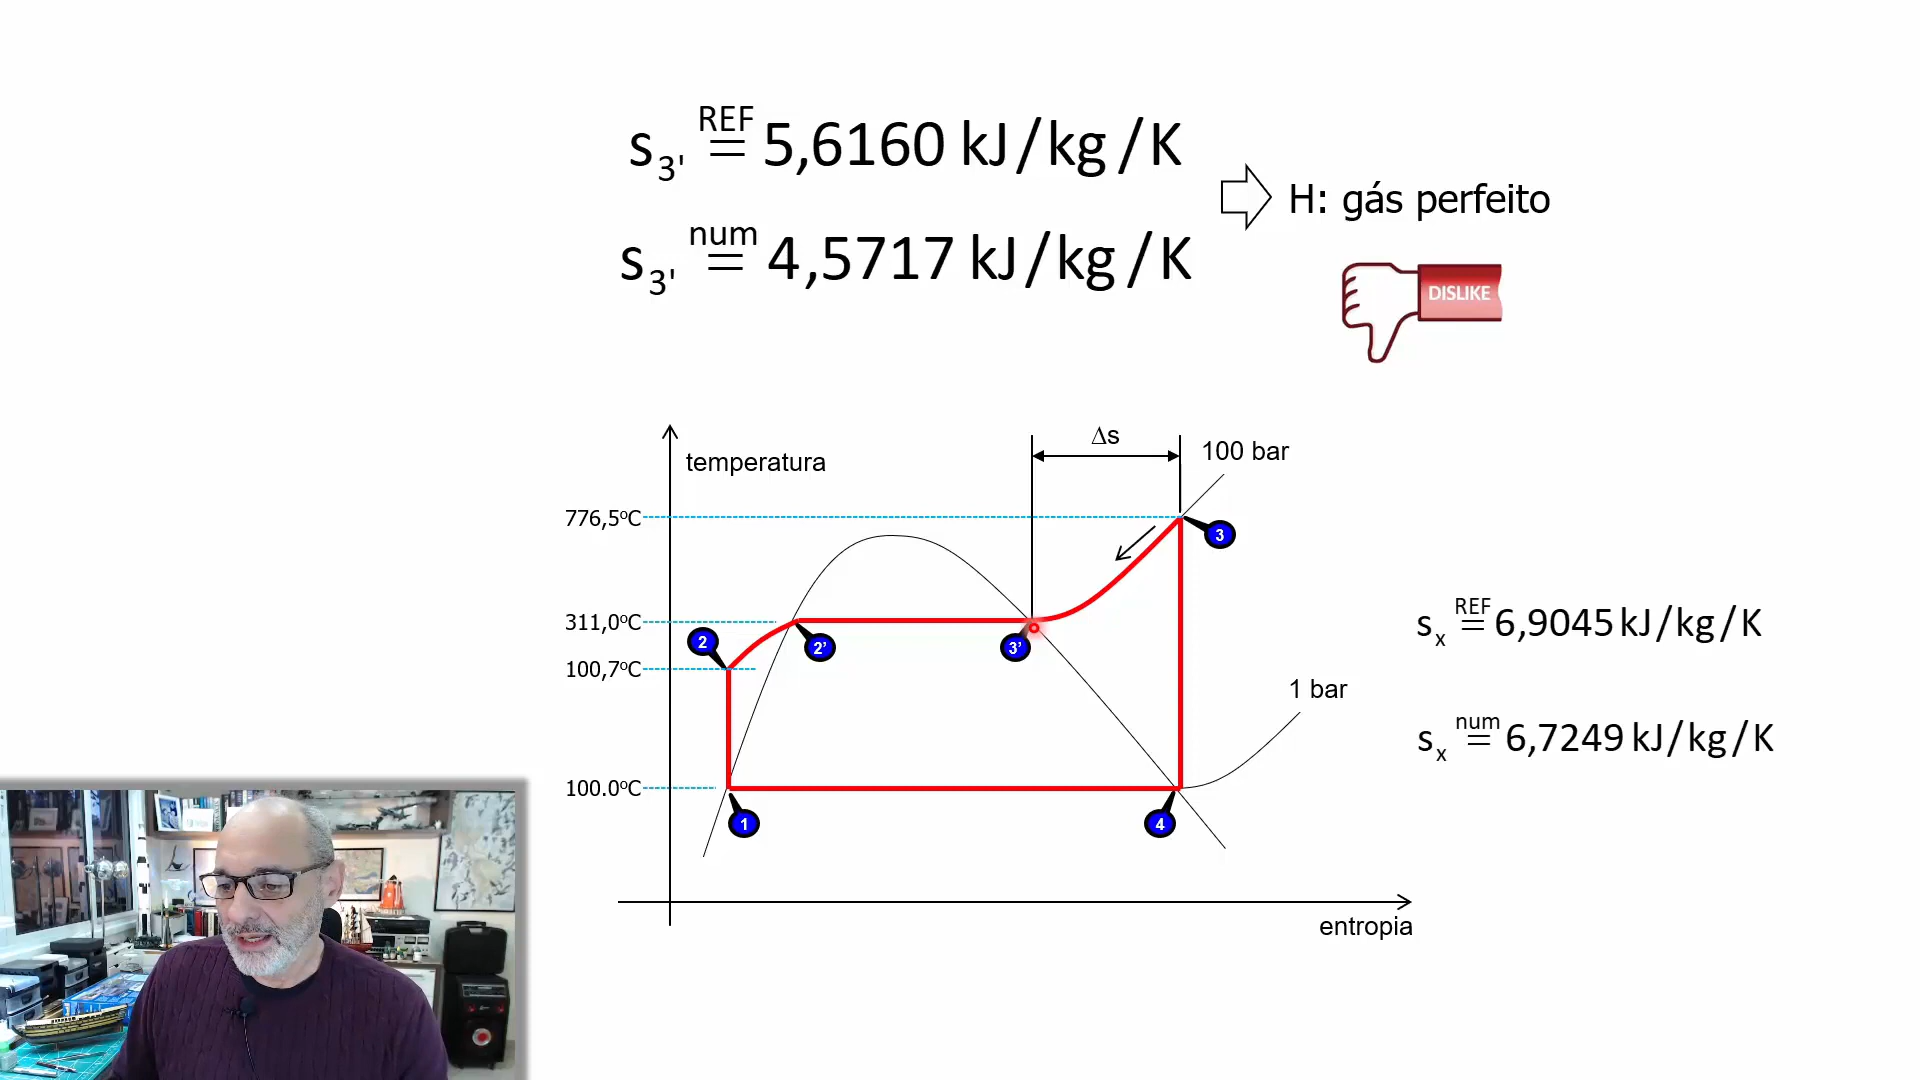 s3' REF= 5,6160 kJ/kg/K
s3' num= 4,5717 kJ/kg/K
H: gás perfeito
DISLIKE
Δs
100 bar
temperatura
776,5ºC
3
311,0ºC
2
2'
3'
100,7ºC
1 bar
100.0ºC
1
4
entropia
sx REF= 6,9045 kJ/kg/K
sx num= 6,7249 kJ/kg/K